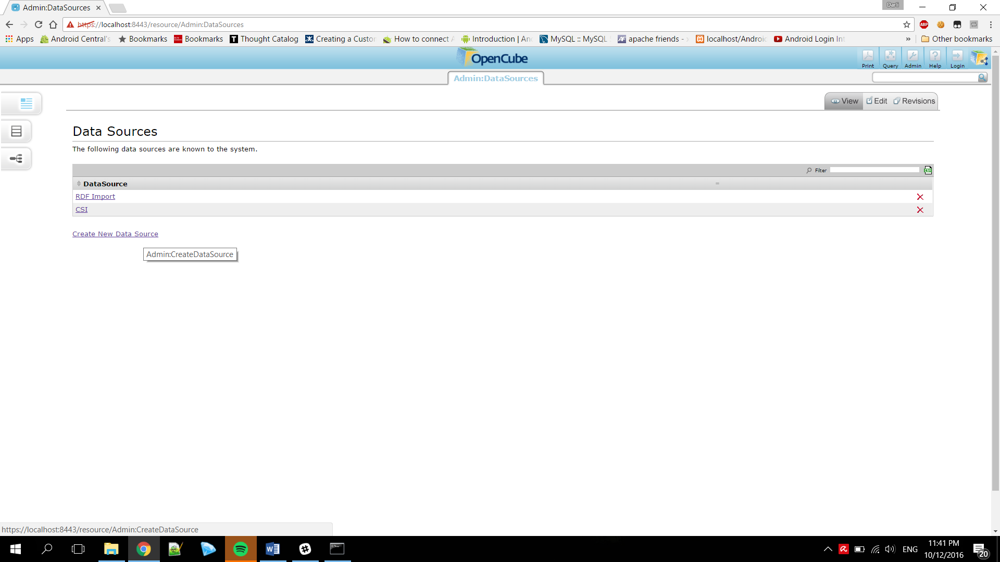 Admin:DataSources
Darli
https://localhost:8443/resource/Admin:DataSources
ABP
Apps Android Central's Bookmarks Bookmarks Thought Catalog Creating a Custor How to connect A Introduction | An MySQL :: MySQL apache friends - localhost/Androic Android Login Int » Other bookmarks
OpenCube
Print Query Admin Help Login
Admin:DataSources
View Edit Revisions
Data Sources
The following data sources are known to the system.
Filter
CSV
DataSource =
RDF Import
CSI
Create New Data Source
Admin:CreateDataSource
https://localhost:8443/resource/Admin:CreateDataSource
ENG
11:41 PM
10/12/2016
20